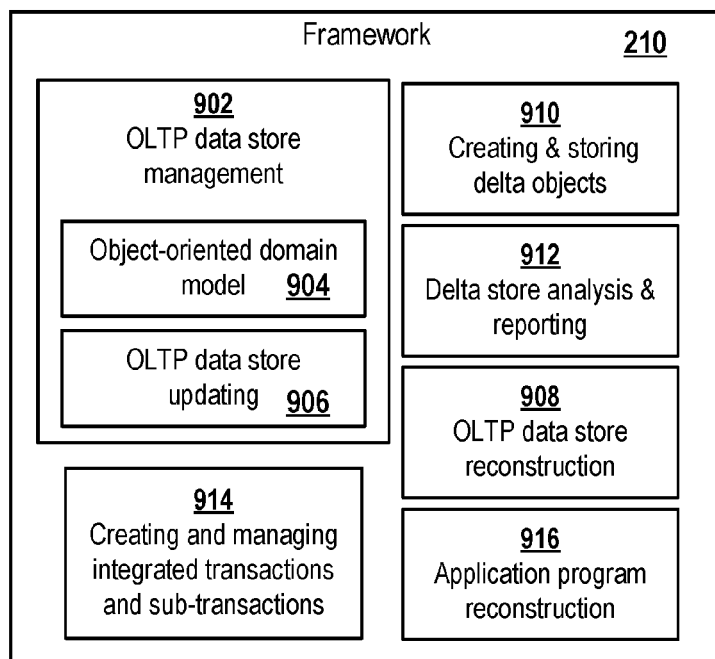 Framework 210
902
OLTP data store
management
Object-oriented domain
model 904
OLTP data store
updating 906
914
Creating and managing
integrated transactions
and sub-transactions
910
Creating & storing
delta objects
912
Delta store analysis &
reporting
908
OLTP data store
reconstruction
916
Application program
reconstruction